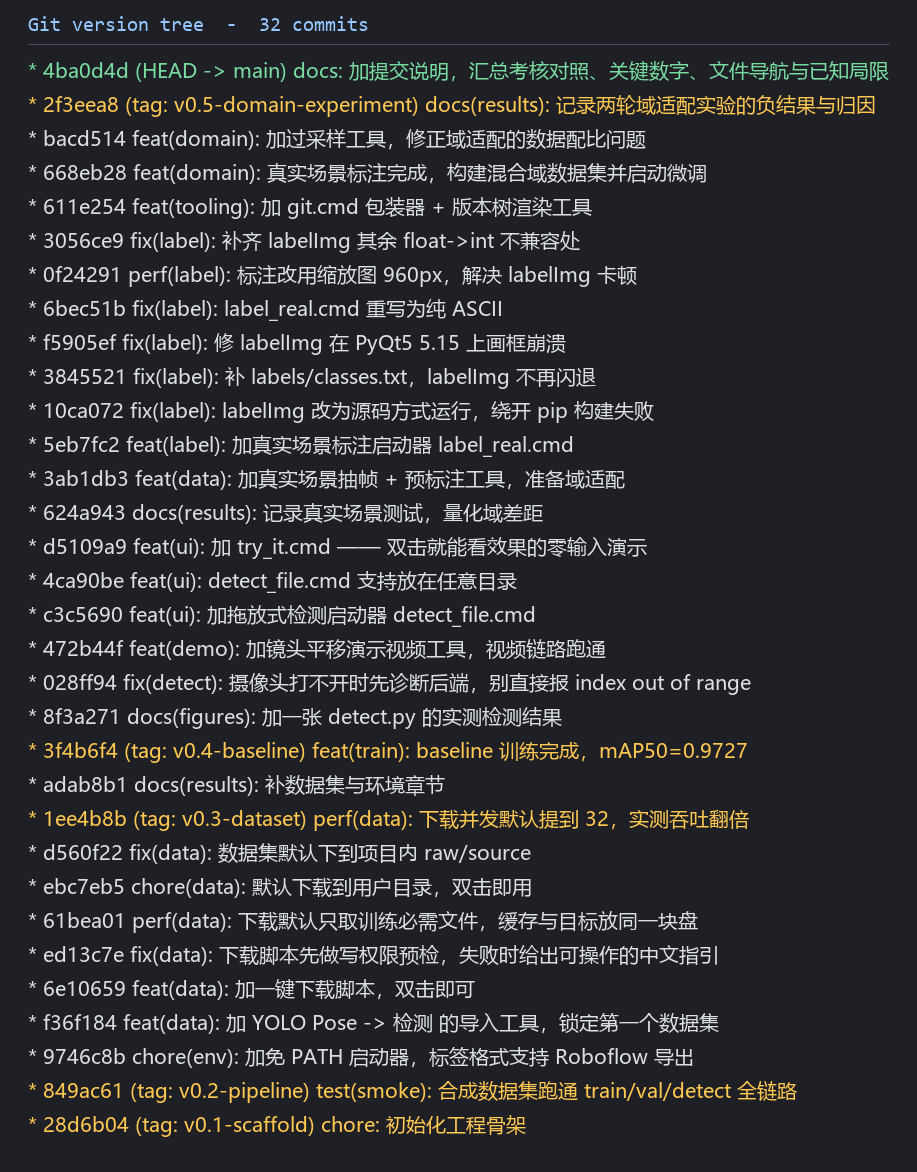 Git version tree  -  32 commits
* 4ba0d4d (HEAD -> main) docs: 加提交说明，汇总考核对照、关键数字、文件导航与已知局限
* 2f3eea8 (tag: v0.5-domain-experiment) docs(results): 记录两轮域适配实验的负结果与归因
* bacd514 feat(domain): 加过采样工具，修正域适配的数据配比问题
* 668eb28 feat(domain): 真实场景标注完成，构建混合域数据集并启动微调
* 611e254 feat(tooling): 加 git.cmd 包装器 + 版本树渲染工具
* 3056ce9 fix(label): 补齐 labelImg 其余 float->int 不兼容处
* 0f24291 perf(label): 标注改用缩放图 960px，解决 labelImg 卡顿
* 6bec51b fix(label): label_real.cmd 重写为纯 ASCII
* f5905ef fix(label): 修 labelImg 在 PyQt5 5.15 上画框崩溃
* 3845521 fix(label): 补 labels/classes.txt，labelImg 不再闪退
* 10ca072 fix(label): labelImg 改为源码方式运行，绕开 pip 构建失败
* 5eb7fc2 feat(label): 加真实场景标注启动器 label_real.cmd
* 3ab1db3 feat(data): 加真实场景抽帧 + 预标注工具，准备域适配
* 624a943 docs(results): 记录真实场景测试，量化域差距
* d5109a9 feat(ui): 加 try_it.cmd —— 双击就能看效果的零输入演示
* 4ca90be feat(ui): detect_file.cmd 支持放在任意目录
* c3c5690 feat(ui): 加拖放式检测启动器 detect_file.cmd
* 472b44f feat(demo): 加镜头平移演示视频工具，视频链路跑通
* 028ff94 fix(detect): 摄像头打不开时先诊断后端，别直接报 index out of range
* 8f3a271 docs(figures): 加一张 detect.py 的实测检测结果
* 3f4b6f4 (tag: v0.4-baseline) feat(train): baseline 训练完成，mAP50=0.9727
* adab8b1 docs(results): 补数据集与环境章节
* 1ee4b8b (tag: v0.3-dataset) perf(data): 下载并发默认提到 32，实测吞吐翻倍
* d560f22 fix(data): 数据集默认下到项目内 raw/source
* ebc7eb5 chore(data): 默认下载到用户目录，双击即用
* 61bea01 perf(data): 下载默认只取训练必需文件，缓存与目标放同一块盘
* ed13c7e fix(data): 下载脚本先做写权限预检，失败时给出可操作的中文指引
* 6e10659 feat(data): 加一键下载脚本，双击即可
* f36f184 feat(data): 加 YOLO Pose -> 检测 的导入工具，锁定第一个数据集
* 9746c8b chore(env): 加免 PATH 启动器，标签格式支持 Roboflow 导出
* 849ac61 (tag: v0.2-pipeline) test(smoke): 合成数据集跑通 train/val/detect 全链路
* 28d6b04 (tag: v0.1-scaffold) chore: 初始化工程骨架